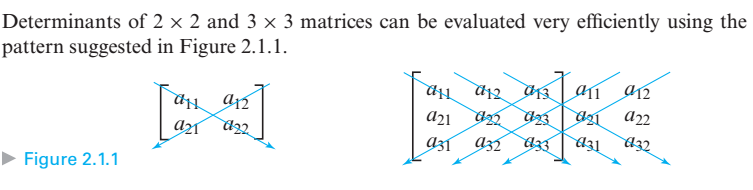 Determinants of 2 × 2 and 3 × 3 matrices can be evaluated very efficiently using the
pattern suggested in Figure 2.1.1.
a₁₁ a₁₂
a₂₁ a₂₂
a₁₁ a₁₂ a₁₃ a₁₁ a₁₂
a₂₁ a₂₂ a₂₃ a₂₁ a₂₂
a₃₁ a₃₂ a₃₃ a₃₁ a₃₂
▶ Figure 2.1.1